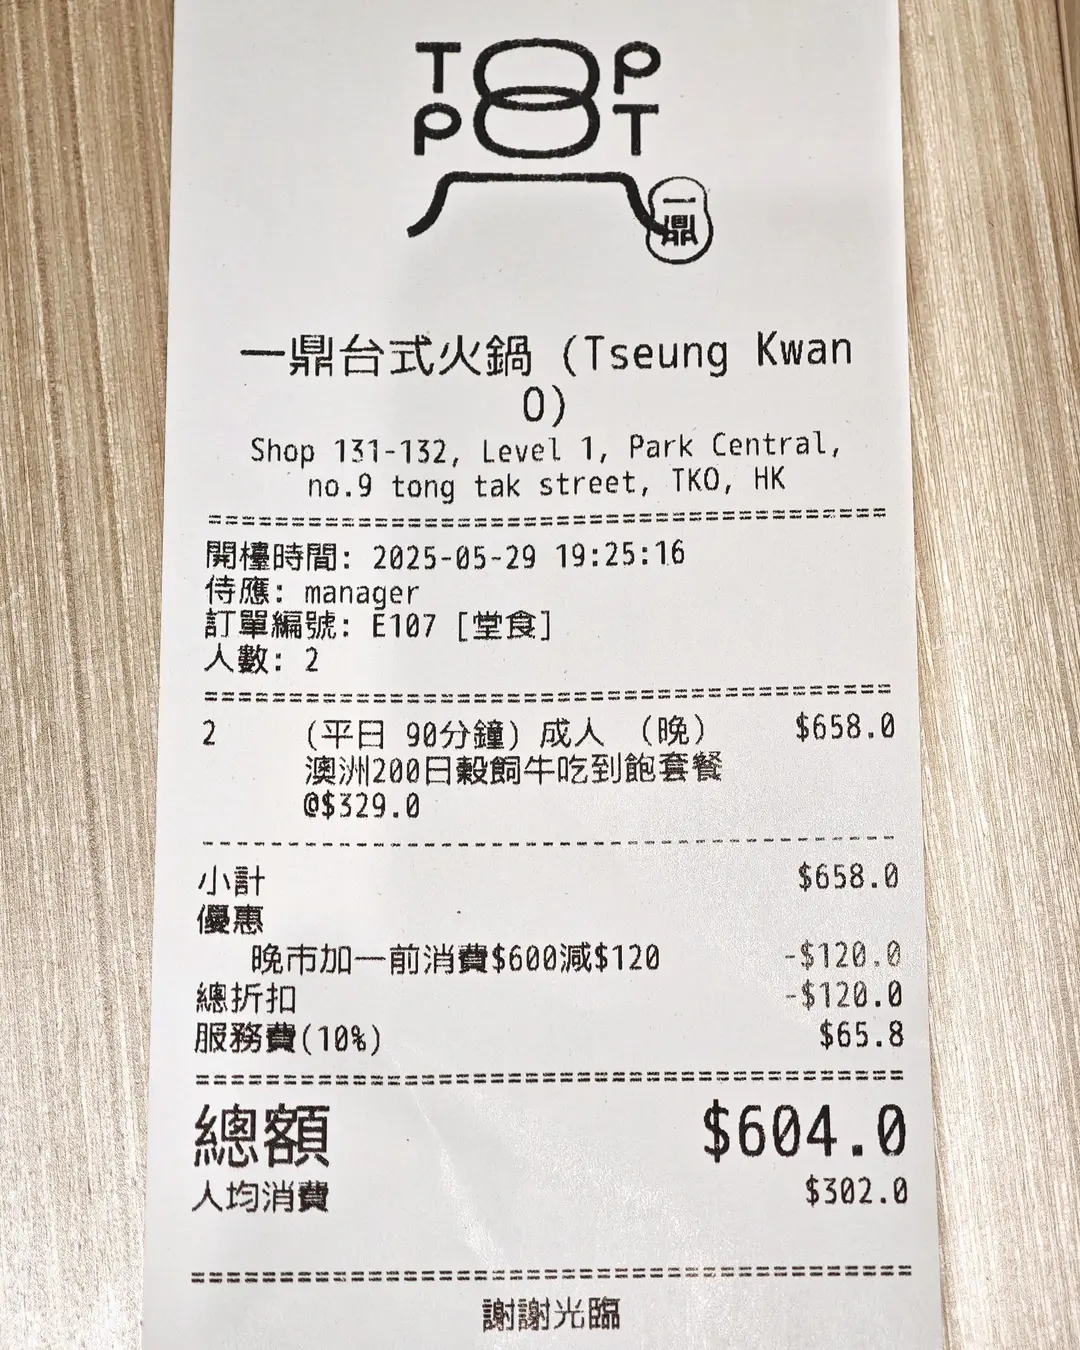 TOP
POT
一鼎
一鼎台式火鍋 (Tseung Kwan
O)
Shop 131-132, Level 1, Park Central,
no.9 tong tak street, TKO, HK
開檯時間: 2025-05-29 19:25:16
侍應: manager
訂單編號: E107 [堂食]
人數: 2
2 (平日 90分鐘) 成人 (晚) $658.0
澳洲200日穀飼牛吃到飽套餐
@$329.0
小計 $658.0
優惠
晚市加一前消費$600減$120 -$120.0
總折扣 -$120.0
服務費(10%) $65.8
總額 $604.0
人均消費 $302.0
謝謝光臨